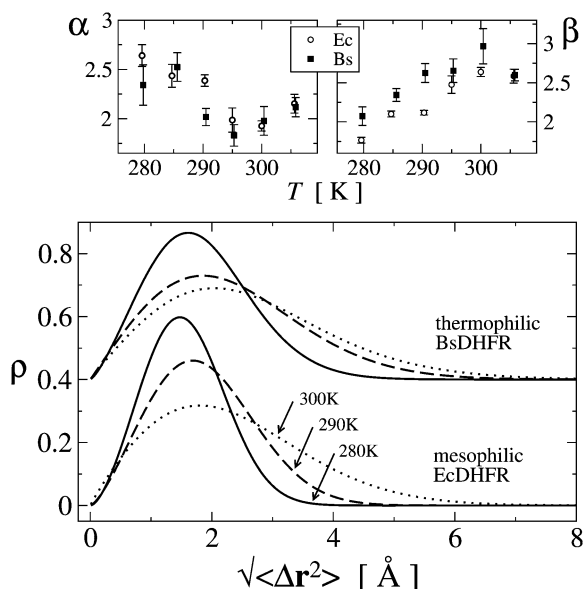 α
Ec
Bs
β
3
2.5
2
3
2.5
2
280 290 300
T [ K ]
280 290 300
0.8
0.6
ρ
0.4
0.2
0
thermophilic
BsDHFR
300K
290K
280K
mesophilic
EcDHFR
0 2 4 6 8
√<Δr²> [ Å ]